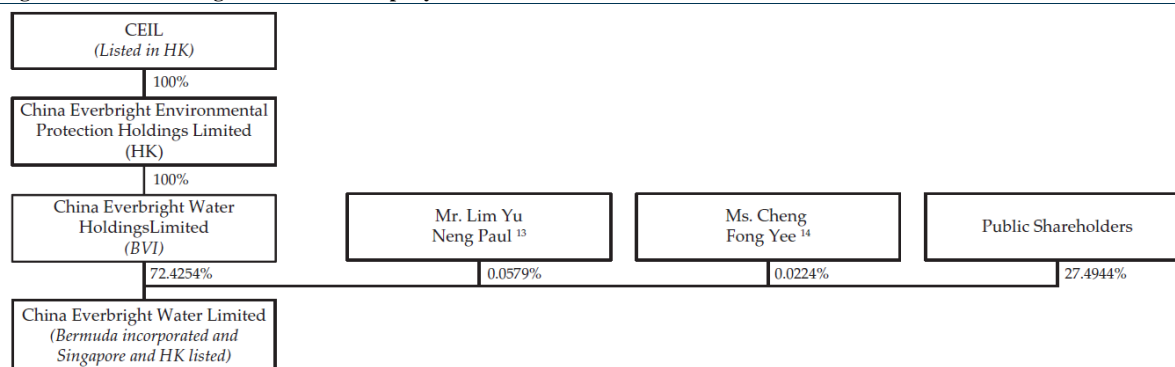 CEIL
(Listed in HK)
100%
China Everbright Environmental
Protection Holdings Limited
(HK)
100%
China Everbright Water
HoldingsLimited
(BVI)
Mr. Lim Yu
Neng Paul 13
Ms. Cheng
Fong Yee 14
Public Shareholders
72.4254%
0.0579%
0.0224%
27.4944%
China Everbright Water Limited
(Bermuda incorporated and
Singapore and HK listed)